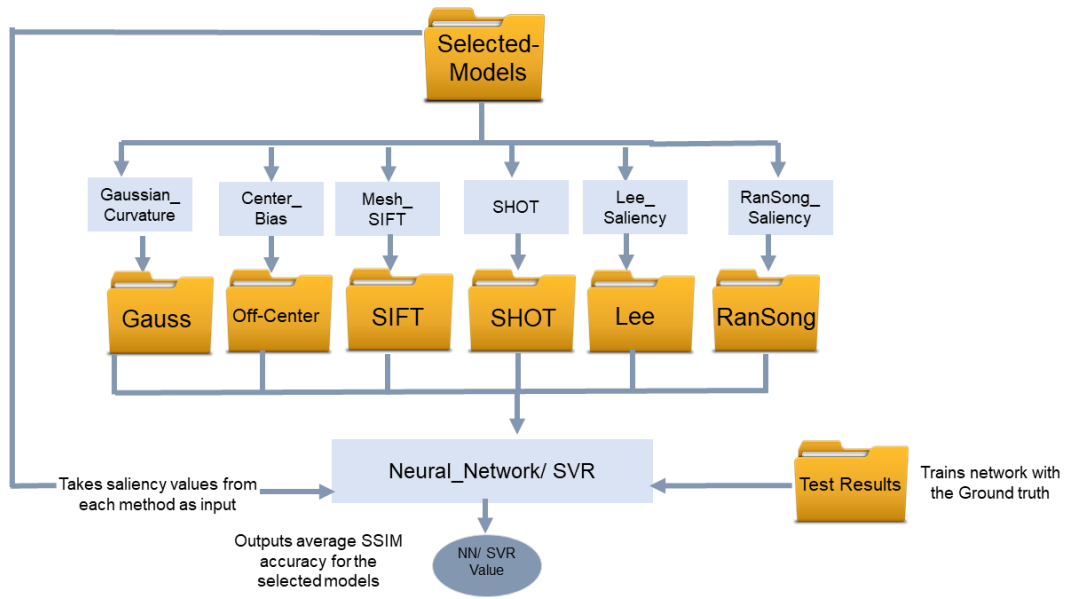 Selected-
Models
Gaussian_
Curvature
Center_
Bias
Mesh_
SIFT
SHOT
Lee_
Saliency
RanSong_
Saliency
Gauss
Off-Center
SIFT
SHOT
Lee
RanSong
Neural_Network/ SVR
Takes saliency values from
each method as input
Test Results
Trains network with
the Ground truth
Outputs average SSIM
accuracy for the
selected models
NN/ SVR
Value